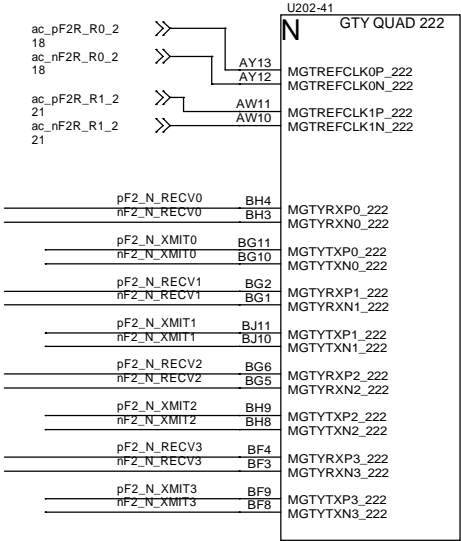 U202-41
N GTY QUAD 222
ac_pF2R_R0_2
18
ac_nF2R_R0_2
18
AY13 MGTREFCLK0P_222
AY12 MGTREFCLK0N_222
ac_pF2R_R1_2
21
ac_nF2R_R1_2
21
AW11 MGTREFCLK1P_222
AW10 MGTREFCLK1N_222
pF2_N_RECV0 BH4 MGTYRXP0_222
nF2_N_RECV0 BH3 MGTYRXN0_222
pF2_N_XMIT0 BG11 MGTYTXP0_222
nF2_N_XMIT0 BG10 MGTYTXN0_222
pF2_N_RECV1 BG2 MGTYRXP1_222
nF2_N_RECV1 BG1 MGTYRXN1_222
pF2_N_XMIT1 BJ11 MGTYTXP1_222
nF2_N_XMIT1 BJ10 MGTYTXN1_222
pF2_N_RECV2 BG6 MGTYRXP2_222
nF2_N_RECV2 BG5 MGTYRXN2_222
pF2_N_XMIT2 BH9 MGTYTXP2_222
nF2_N_XMIT2 BH8 MGTYTXN2_222
pF2_N_RECV3 BF4 MGTYRXP3_222
nF2_N_RECV3 BF3 MGTYRXN3_222
pF2_N_XMIT3 BF9 MGTYTXP3_222
nF2_N_XMIT3 BF8 MGTYTXN3_222